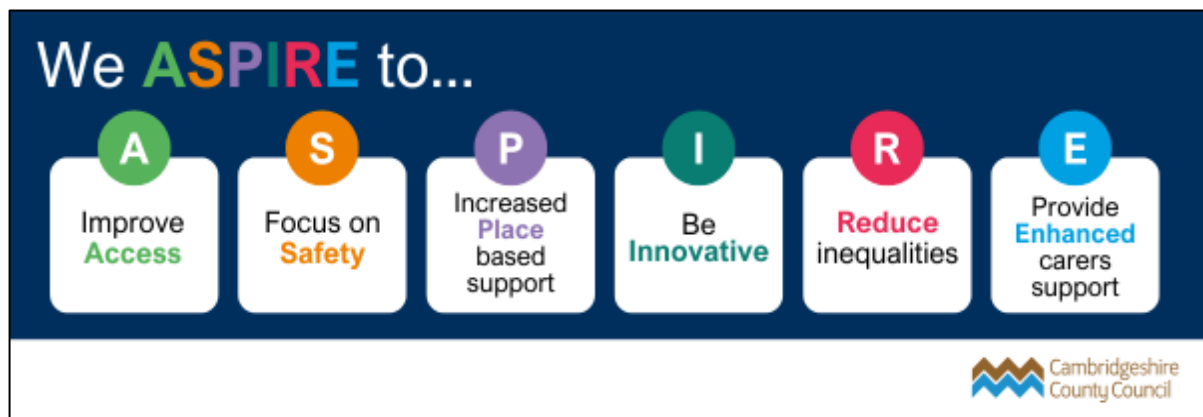 We ASPIRE to...
A
Improve
Access
S
Focus on
Safety
P
Increased
Place
based
support
I
Be
Innovative
R
Reduce
inequalities
E
Provide
Enhanced
carers
support
Cambridgeshire
County Council